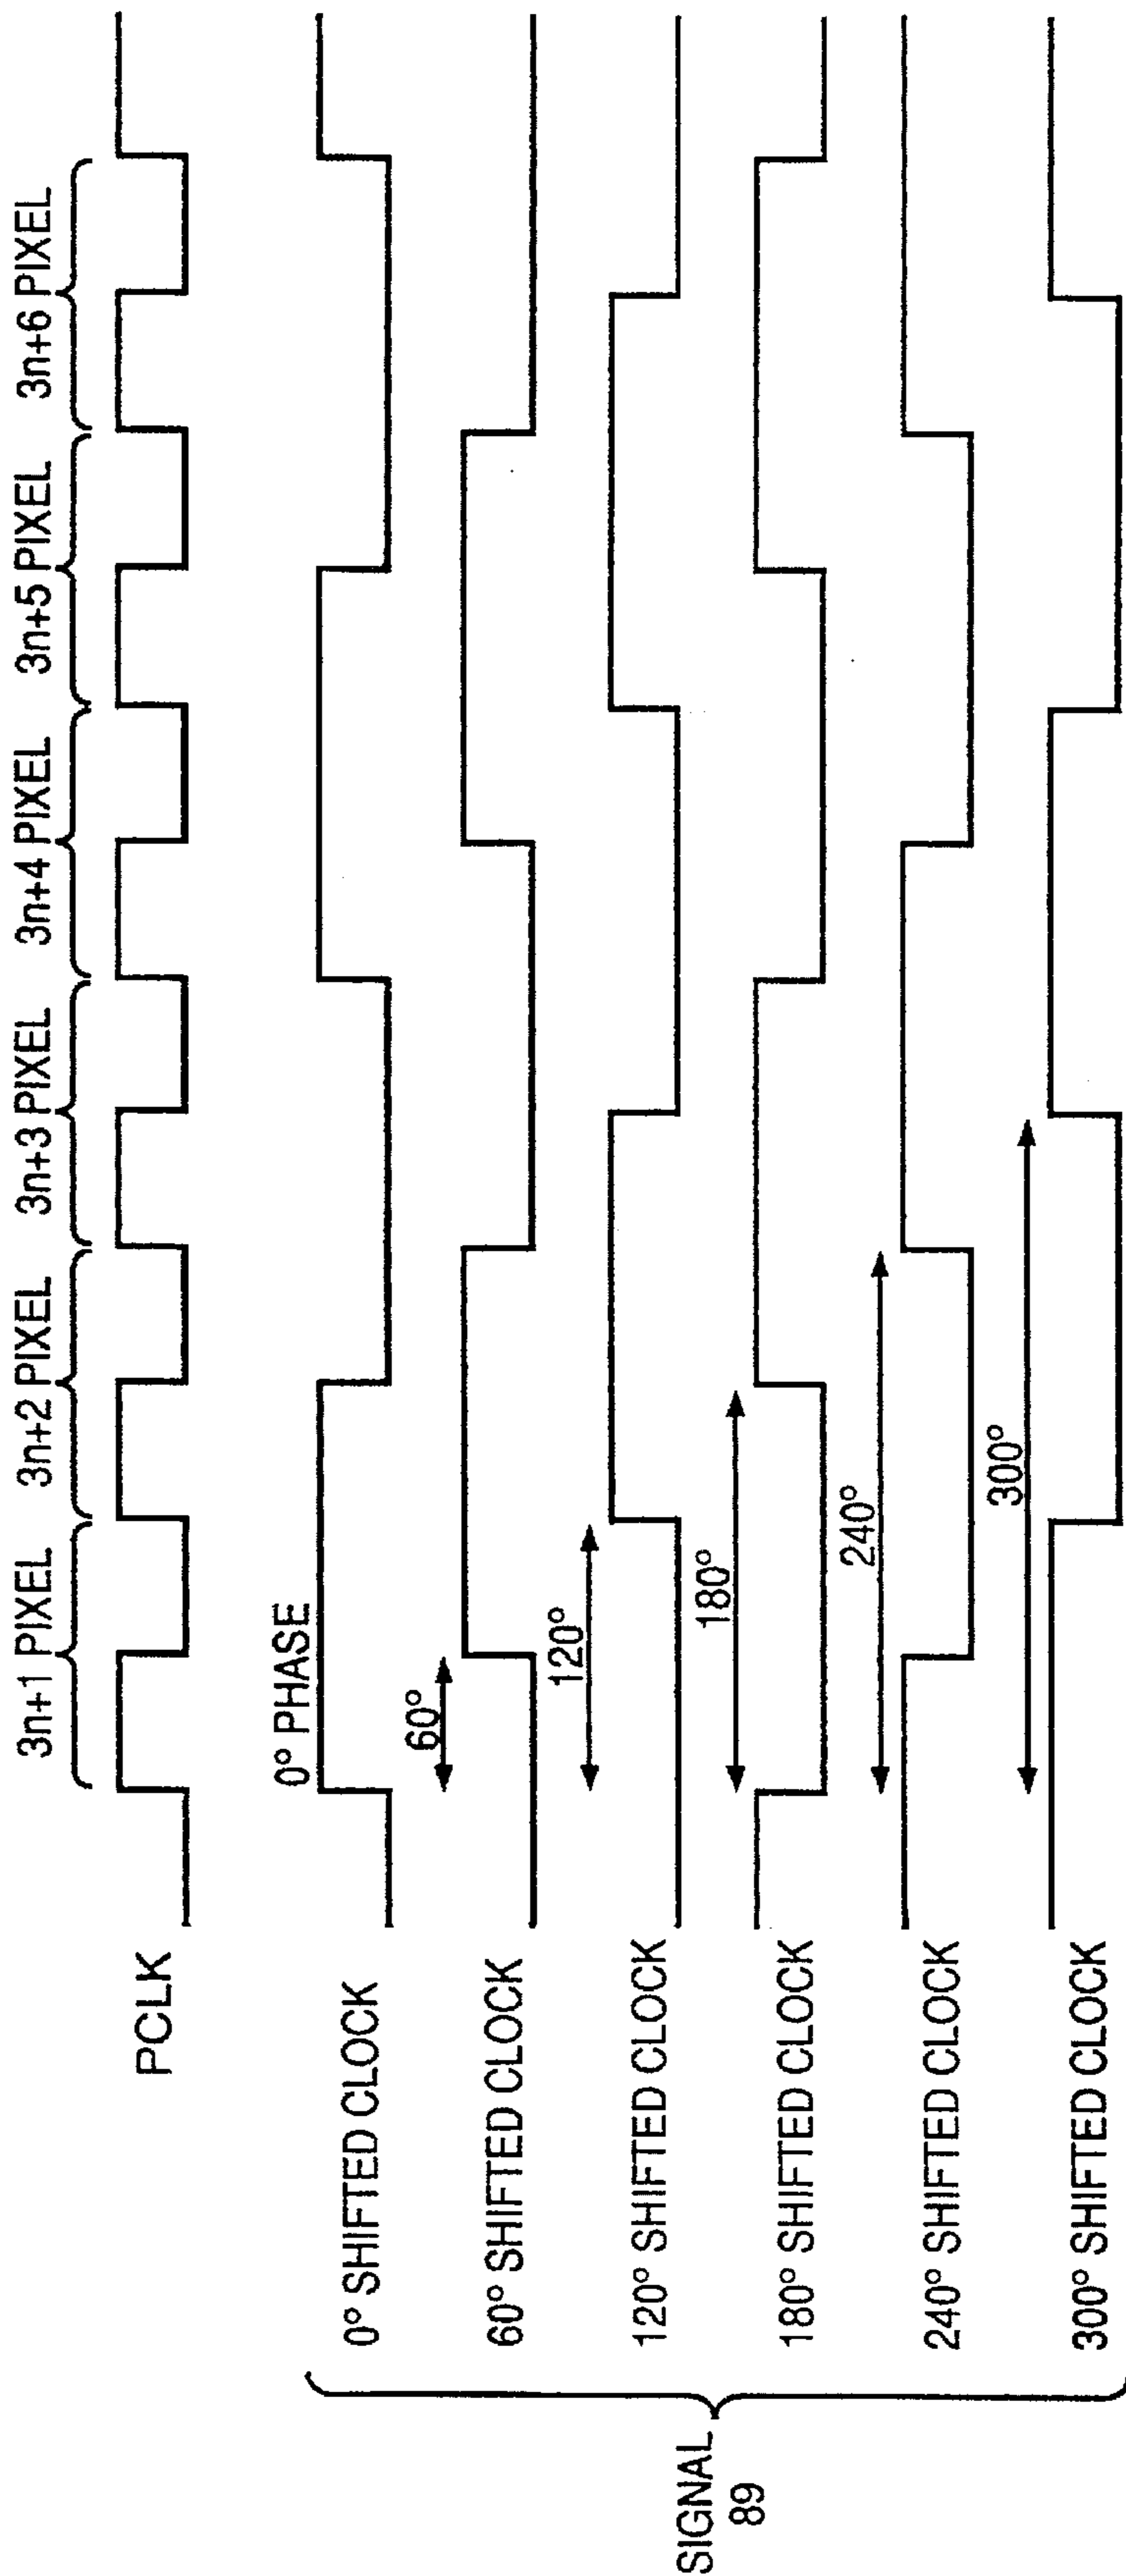 3n+1 PIXEL 3n+2 PIXEL 3n+3 PIXEL 3n+4 PIXEL 3n+5 PIXEL 3n+6 PIXEL
PCLK
0° PHASE
0° SHIFTED CLOCK
60°
60° SHIFTED CLOCK
120°
120° SHIFTED CLOCK
180°
180° SHIFTED CLOCK
240°
240° SHIFTED CLOCK
300°
300° SHIFTED CLOCK
SIGNAL
89